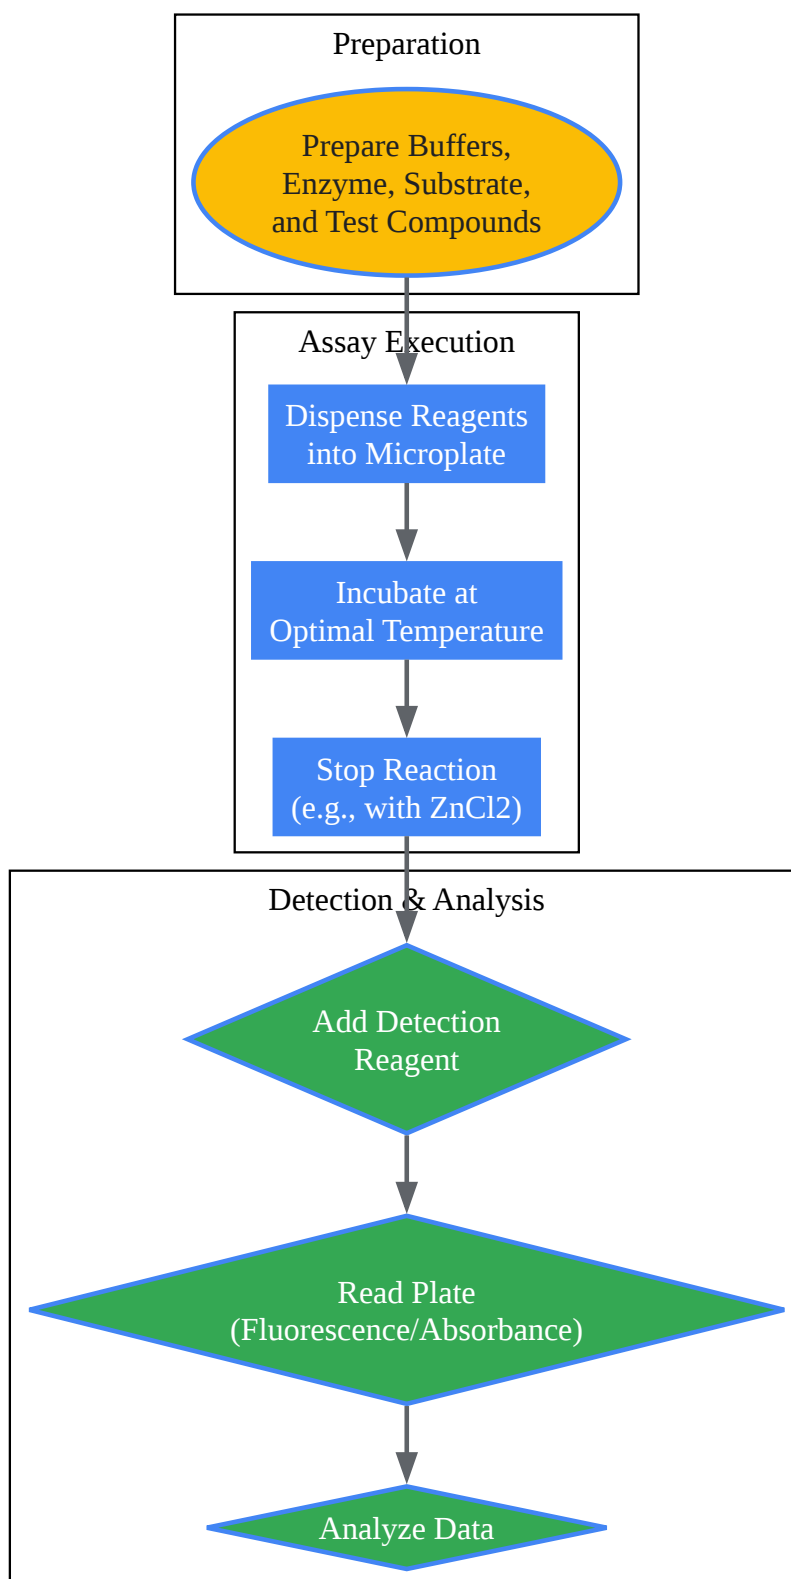 Preparation
Prepare Buffers,
Enzyme, Substrate,
and Test Compounds
Assay Execution
Dispense Reagents
into Microplate
Incubate at
Optimal Temperature
Stop Reaction
(e.g., with ZnCl2)
Detection & Analysis
Add Detection
Reagent
Read Plate
(Fluorescence/Absorbance)
Analyze Data